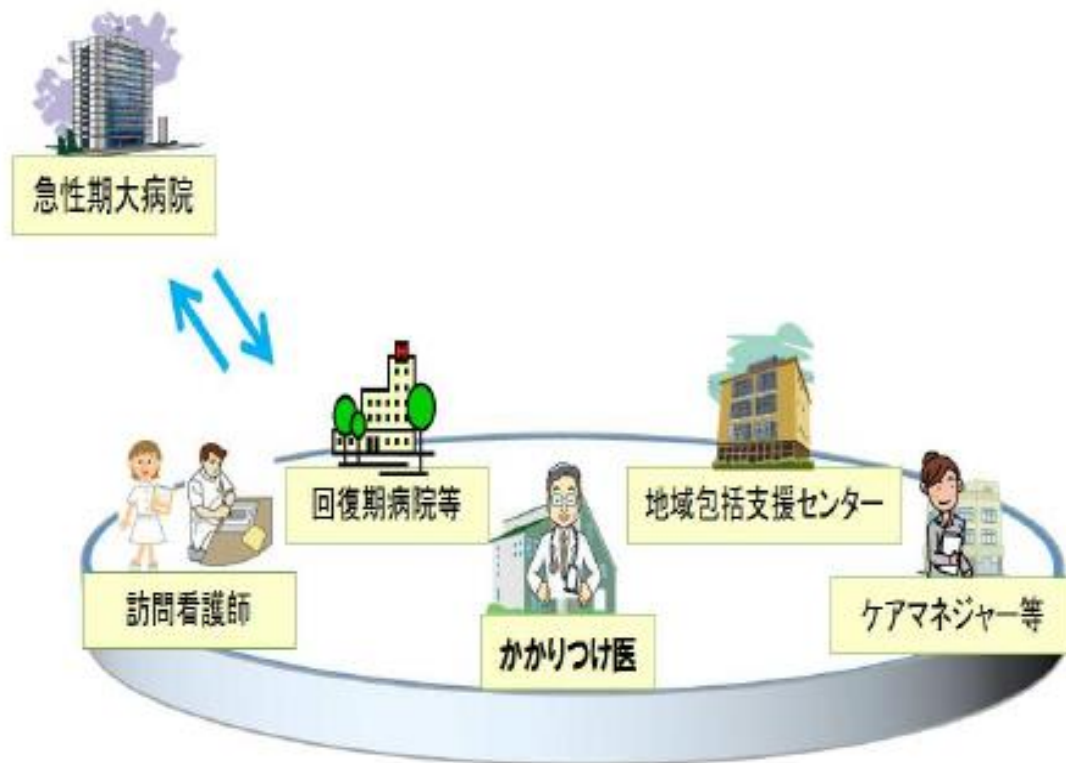 急性期大病院
回復期病院等
地域包括支援センター
訪問看護師
かかりつけ医
ケアマネジャー等